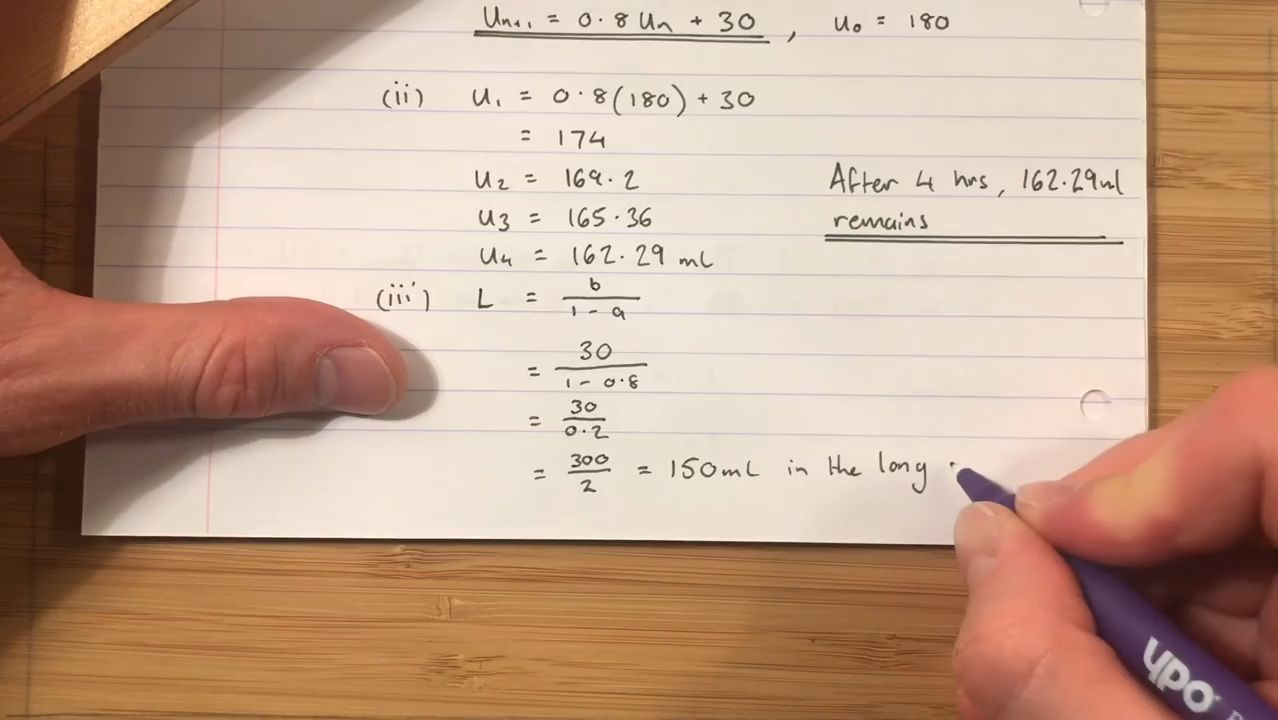 Un+1 = 0.8 Un + 30 , u0 = 180
(ii) u1 = 0.8(180) + 30
= 174
u2 = 169.2
u3 = 165.36
u4 = 162.29 mL
After 4 hrs, 162.29ml
remains
(iii) L = b / 1 - a
= 30 / 1 - 0.8
= 30 / 0.2
= 300 / 2 = 150mL in the long
YPO